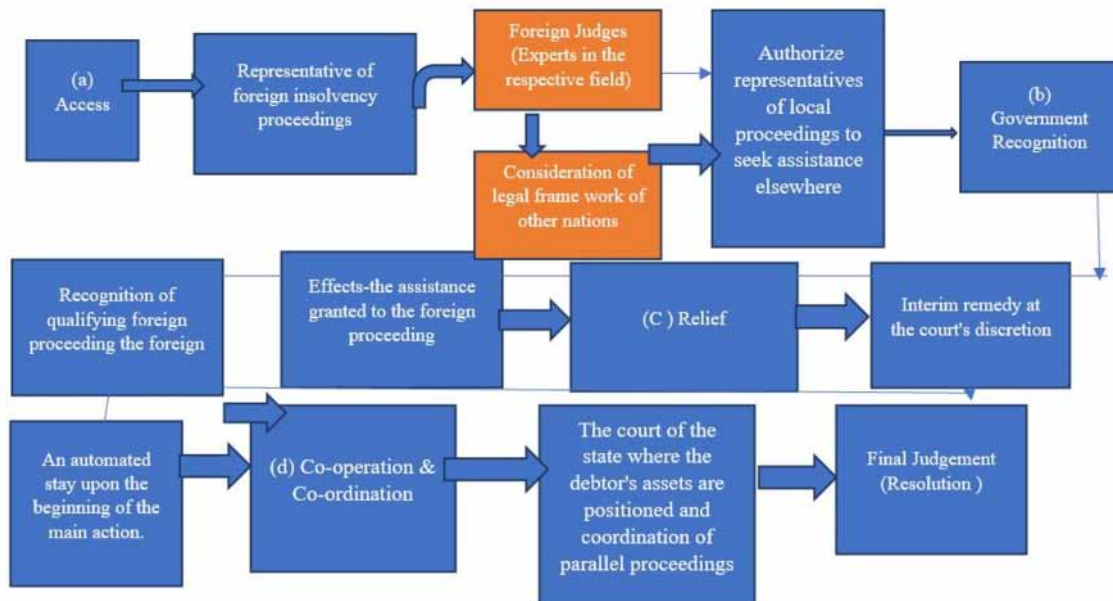 (a)
Access
Representative of
foreign insolvency
proceedings
Foreign Judges
(Experts in the
respective field)
Consideration of
legal frame work of
other nations
Authorize
representatives
of local
proceedings to
seek assistance
elsewhere
(b)
Government
Recognition
Recognition of
qualifying foreign
proceeding the foreign
Effects-the assistance
granted to the foreign
proceeding
(C ) Relief
Interim remedy at
the court's discretion
An automated
stay upon the
beginning of the
main action.
(d) Co-operation &
Co-ordination
The court of the
state where the
debtor's assets are
positioned and
coordination of
parallel proceedings
Final Judgement
(Resolution )